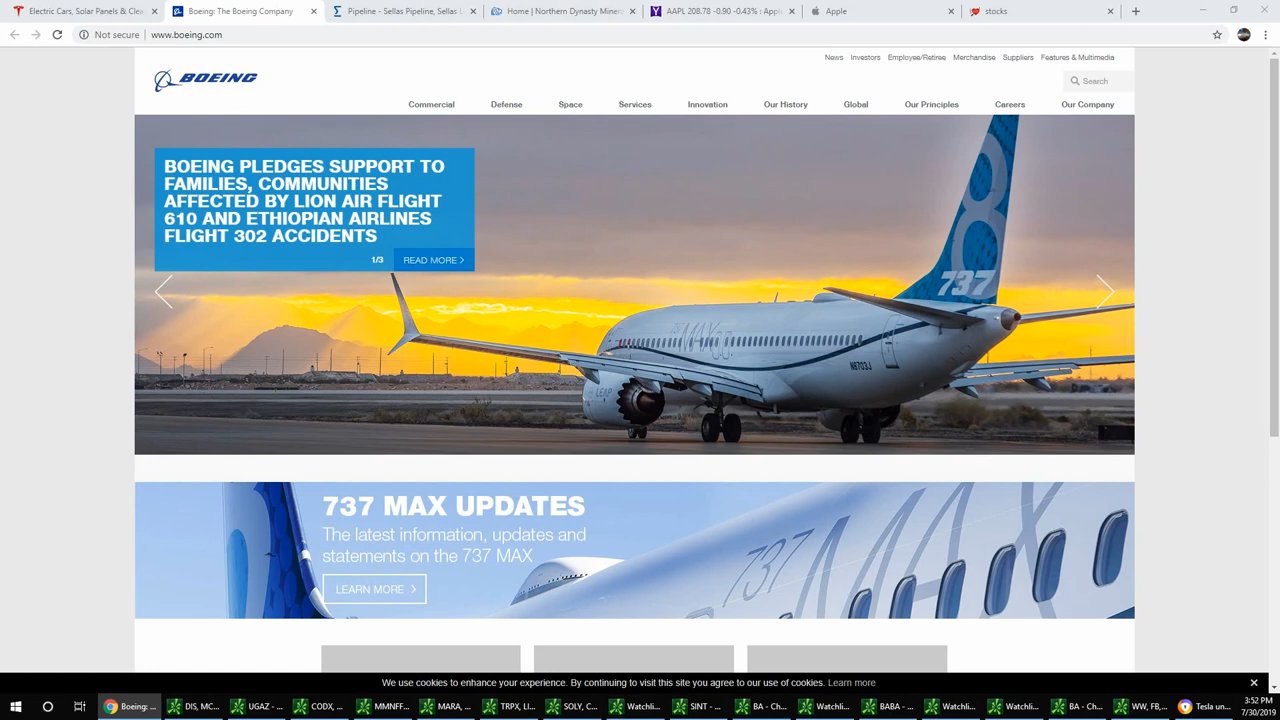 Electric Cars, Solar Panels & Clea
Boeing: The Boeing Company
Pipeline - Sellas Pipeline, Sellas L
Home | Northern Dynasty Miner
AAPL 208.78 -0.90 -0.43% : Appl
Apple
stocks
Not secure
www.boeing.com
News
Investors
Employee/Retiree
Merchandise
Suppliers
Features & Multimedia
BOEING
Search
Commercial
Defense
Space
Services
Innovation
Our History
Global
Our Principles
Careers
Our Company
BOEING PLEDGES SUPPORT TO
FAMILIES, COMMUNITIES
AFFECTED BY LION AIR FLIGHT
610 AND ETHIOPIAN AIRLINES
FLIGHT 302 ACCIDENTS
1/3
READ MORE
8
737
MAX
N8703J
LEAP
737 MAX UPDATES
The latest information, updates and
statements on the 737 MAX
LEARN MORE
737 MAX
We use cookies to enhance your experience. By continuing to visit this site you agree to our use of cookies. Learn more
Boeing: ...
DIS, MC...
UGAZ - ...
CODX, ...
MMNFF...
MARA, ...
TRPX, LI...
SOLY, C...
Watchli...
SINT - ...
BA - Ch...
Watchli...
BABA - ...
Watchli...
BA - Ch...
WW, FB,...
Tesla un...
3:52 PM
7/30/2019